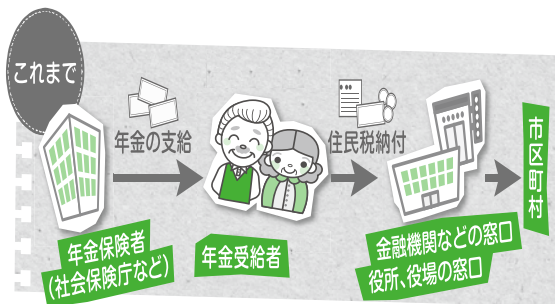 これまで
年金の支給
住民税納付
市区町村
年金保険者
(社会保険庁など)
年金受給者
金融機関などの窓口
役所、役場の窓口